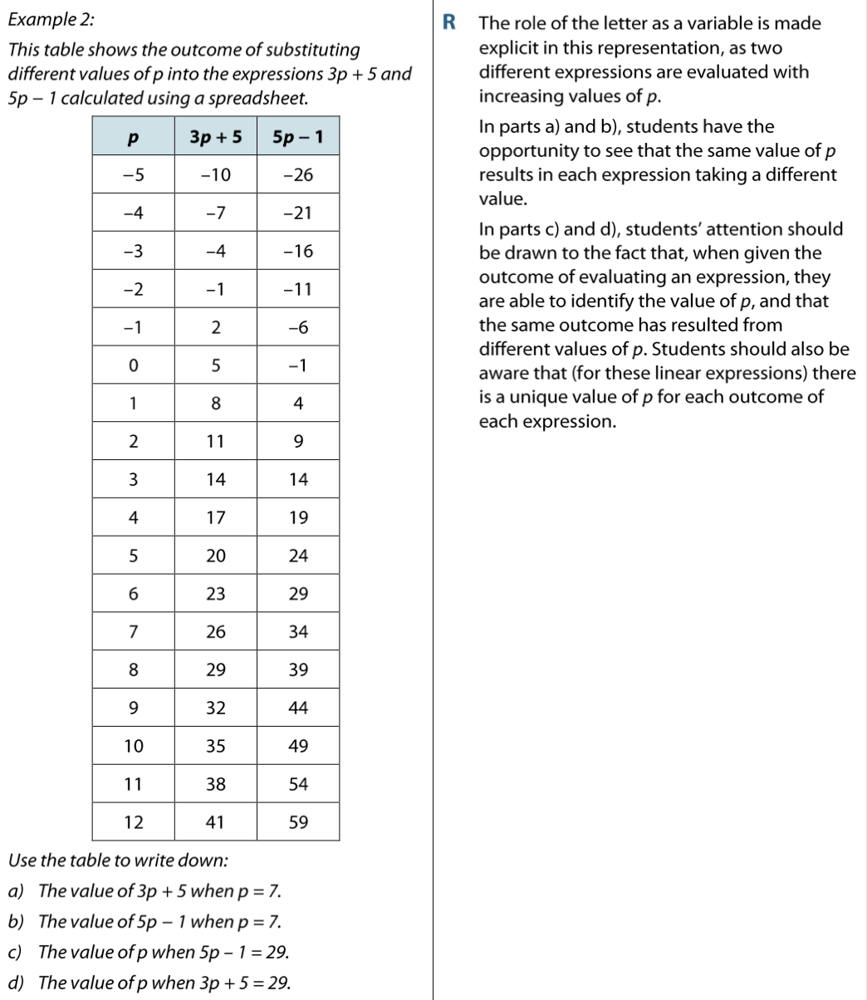 Example 2:
This table shows the outcome of substituting
different values of p into the expressions 3p + 5 and
5p − 1 calculated using a spreadsheet.
p 3p + 5 5p − 1
−5 −10 −26
−4 −7 −21
−3 −4 −16
−2 −1 −11
−1 2 −6
0 5 −1
1 8 4
2 11 9
3 14 14
4 17 19
5 20 24
6 23 29
7 26 34
8 29 39
9 32 44
10 35 49
11 38 54
12 41 59
Use the table to write down:
a) The value of 3p + 5 when p = 7.
b) The value of 5p − 1 when p = 7.
c) The value of p when 5p − 1 = 29.
d) The value of p when 3p + 5 = 29.
R The role of the letter as a variable is made
explicit in this representation, as two
different expressions are evaluated with
increasing values of p.
In parts a) and b), students have the
opportunity to see that the same value of p
results in each expression taking a different
value.
In parts c) and d), students’ attention should
be drawn to the fact that, when given the
outcome of evaluating an expression, they
are able to identify the value of p, and that
the same outcome has resulted from
different values of p. Students should also be
aware that (for these linear expressions) there
is a unique value of p for each outcome of
each expression.